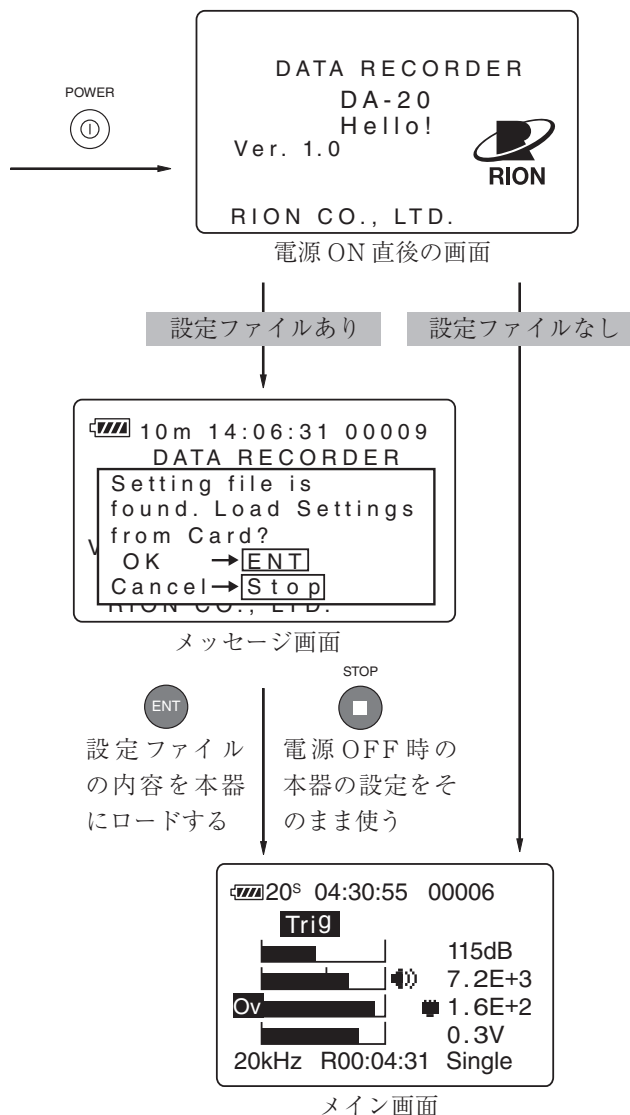 POWER
DATA RECORDER
DA-20
Hello!
Ver. 1.0
RION
RION CO., LTD.
電源 ON 直後の画面
設定ファイルあり
設定ファイルなし
10m 14:06:31 00009
DATA RECORDER
Setting file is
found. Load Settings
from Card?
V
OK →ENT
Cancel→Stop
RION CO., LTD.
メッセージ画面
ENT
STOP
設定ファイル
の内容を本器
にロードする
電源OFF時の
本器の設定をそ
のまま使う
20S 04:30:55 00006
Trig
115dB
7.2E+3
Ov 1.6E+2
0.3V
20kHz R00:04:31 Single
メイン画面